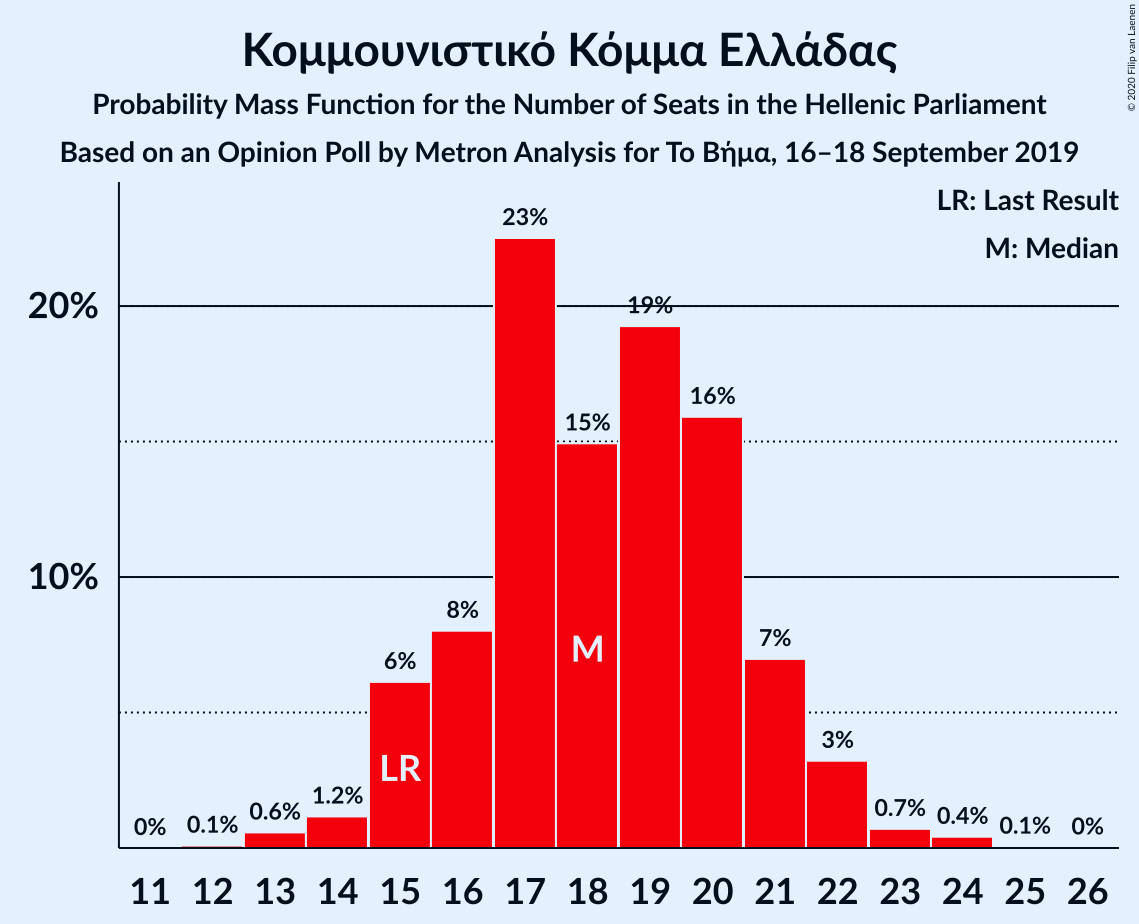 Κομμουνιστικό Κόμμα Ελλάδας
Probability Mass Function for the Number of Seats in the Hellenic Parliament
Based on an Opinion Poll by Metron Analysis for Το Βήμα, 16–18 September 2019
© 2020 Filip van Laenen
LR: Last Result
M: Median
20%
10%
0%
0.1%
0.6%
1.2%
6%
8%
23%
15%
19%
16%
7%
3%
0.7%
0.4%
0.1%
0%
LR
M
11 12 13 14 15 16 17 18 19 20 21 22 23 24 25 26